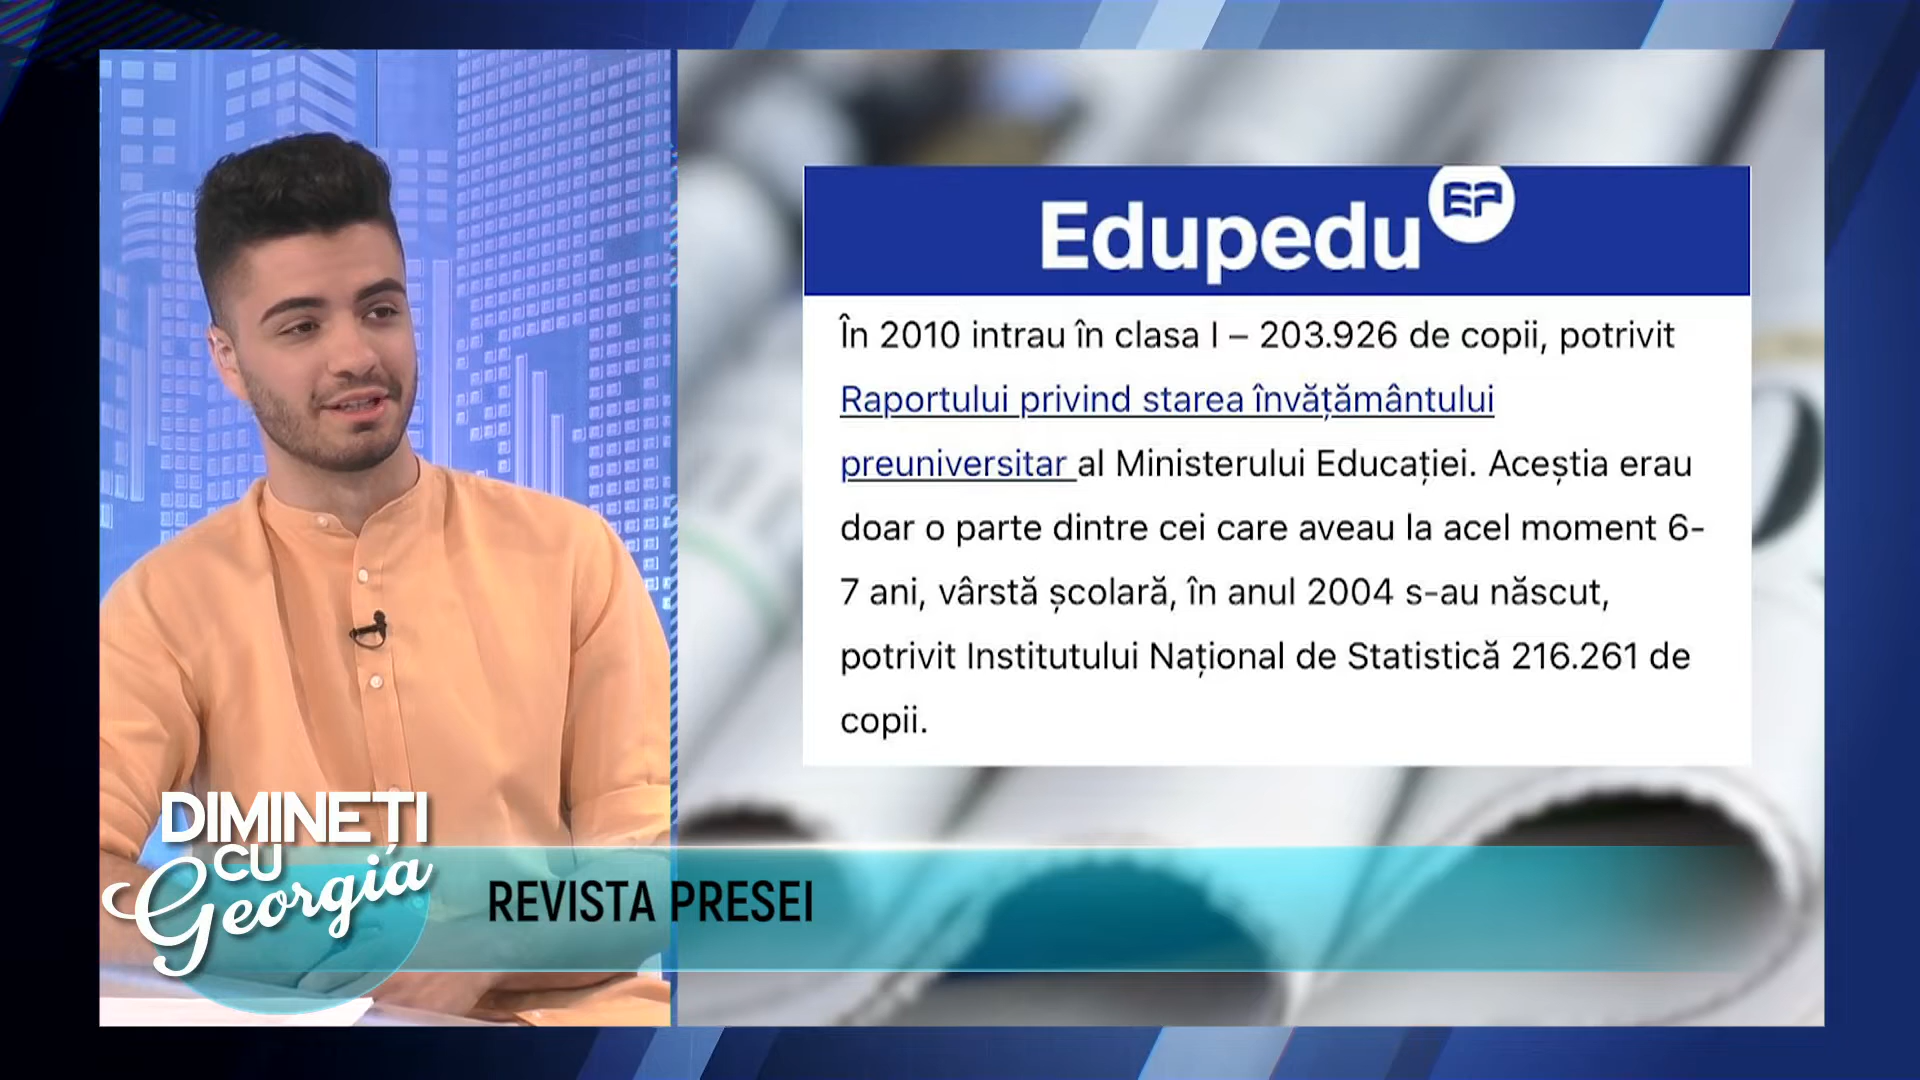 Edupedu
EP
În 2010 intrau în clasa I – 203.926 de copii, potrivit
Raportului privind starea învățământului
preuniversitar al Ministerului Educației. Aceștia erau
doar o parte dintre cei care aveau la acel moment 6-
7 ani, vârstă școlară, în anul 2004 s-au născut,
potrivit Institutului Național de Statistică 216.261 de
copii.
DIMINEȚI
CU
Georgia
REVISTA PRESEI